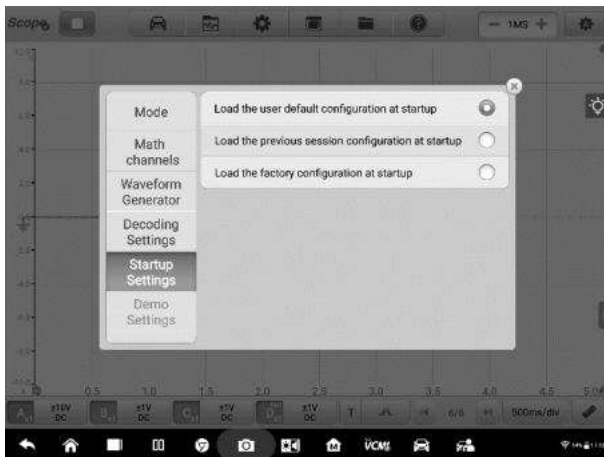 Scope
1MS
Mode
Math
channels
Waveform
Generator
Decoding
Settings
Startup
Settings
Demo
Settings
Load the user default configuration at startup
Load the previous session configuration at startup
Load the factory configuration at startup
0.5 1.0 1.5 2.0 2.5 3.0 3.5 4.0 4.5
±10V
DC
±1V
DC
±1V
DC
±1V
DC
T
6/8
500ms/div
VCMI